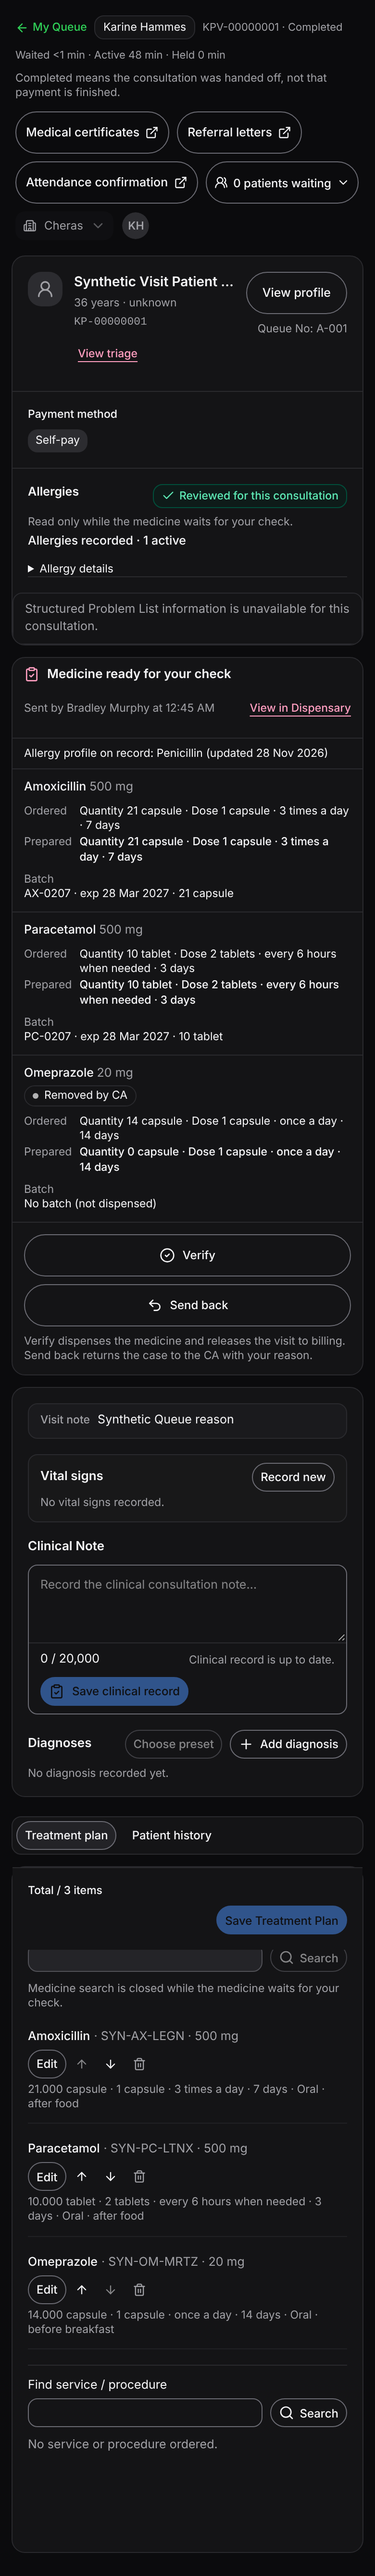 My Queue
Karine Hammes
KPV-00000001 · Completed
Waited <1 min · Active 48 min · Held 0 min
Completed means the consultation was handed off, not that
payment is finished.
Medical certificates
Referral letters
Attendance confirmation
0 patients waiting
Cheras
KH
Synthetic Visit Patient ...
View profile
36 years · unknown
KP-00000001
Queue No: A-001
View triage
Payment method
Self-pay
Allergies
Reviewed for this consultation
Read only while the medicine waits for your check.
Allergies recorded · 1 active
Allergy details
Structured Problem List information is unavailable for this
consultation.
Medicine ready for your check
Sent by Bradley Murphy at 12:45 AM
View in Dispensary
Allergy profile on record: Penicillin (updated 28 Nov 2026)
Amoxicillin 500 mg
Ordered Quantity 21 capsule · Dose 1 capsule · 3 times a day
· 7 days
Prepared Quantity 21 capsule · Dose 1 capsule · 3 times a
day · 7 days
Batch
AX-0207 · exp 28 Mar 2027 · 21 capsule
Paracetamol 500 mg
Ordered Quantity 10 tablet · Dose 2 tablets · every 6 hours
when needed · 3 days
Prepared Quantity 10 tablet · Dose 2 tablets · every 6 hours
when needed · 3 days
Batch
PC-0207 · exp 28 Mar 2027 · 10 tablet
Omeprazole 20 mg
Removed by CA
Ordered Quantity 14 capsule · Dose 1 capsule · once a day ·
14 days
Prepared Quantity 0 capsule · Dose 1 capsule · once a day ·
14 days
Batch
No batch (not dispensed)
Verify
Send back
Verify dispenses the medicine and releases the visit to billing.
Send back returns the case to the CA with your reason.
Visit note Synthetic Queue reason
Vital signs
Record new
No vital signs recorded.
Clinical Note
Record the clinical consultation note...
0 / 20,000
Clinical record is up to date.
Save clinical record
Diagnoses
Choose preset
Add diagnosis
No diagnosis recorded yet.
Treatment plan
Patient history
Total / 3 items
Save Treatment Plan
Search
Medicine search is closed while the medicine waits for your
check.
Amoxicillin · SYN-AX-LEGN · 500 mg
Edit
21.000 capsule · 1 capsule · 3 times a day · 7 days · Oral ·
after food
Paracetamol · SYN-PC-LTNX · 500 mg
Edit
10.000 tablet · 2 tablets · every 6 hours when needed · 3
days · Oral · after food
Omeprazole · SYN-OM-MRTZ · 20 mg
Edit
14.000 capsule · 1 capsule · once a day · 14 days · Oral ·
before breakfast
Find service / procedure
Search
No service or procedure ordered.